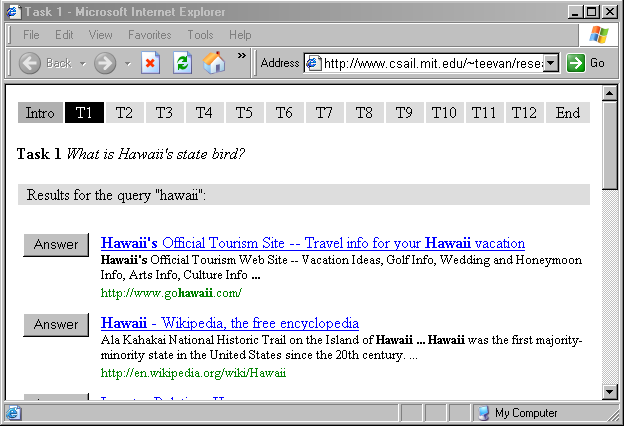 Task 1 - Microsoft Internet Explorer
File Edit View Favorites Tools Help
Back » Address http://www.csail.mit.edu/~teevan/rese Go
Intro T1 T2 T3 T4 T5 T6 T7 T8 T9 T10 T11 T12 End
Task 1 What is Hawaii's state bird?
Results for the query "hawaii":
Answer Hawaii's Official Tourism Site -- Travel info for your Hawaii vacation
Hawaii's Official Tourism Web Site -- Vacation Ideas, Golf Info, Wedding and Honeymoon
Info, Arts Info, Culture Info ...
http://www.gohawaii.com/
Answer Hawaii - Wikipedia, the free encyclopedia
Ala Kahakai National Historic Trail on the Island of Hawaii ... Hawaii was the first majority-
minority state in the United States since the 20th century. ...
http://en.wikipedia.org/wiki/Hawaii
My Computer